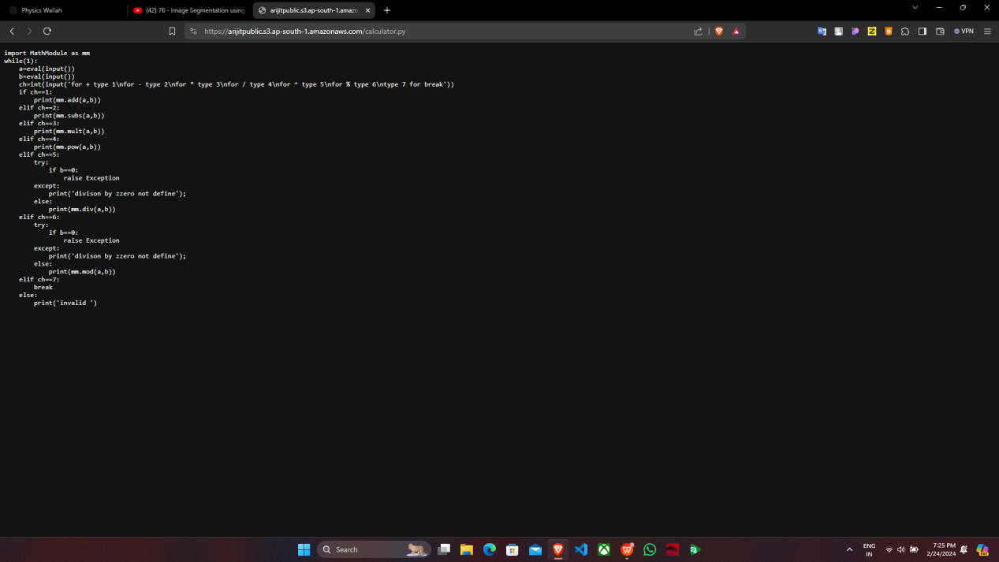 Physics Wallah
(42) 76 - Image Segmentation using
arijitpublic.s3.ap-south-1.amazo
https://arijitpublic.s3.ap-south-1.amazonaws.com/calculator.py
VPN
import MathModule as mm
while(1):
    a=eval(input())
    b=eval(input())
    ch=int(input('for + type 1\nfor - type 2\nfor * type 3\nfor / type 4\nfor ^ type 5\nfor % type 6\ntype 7 for break'))
    if ch==1:
        print(mm.add(a,b))
    elif ch==2:
        print(mm.subs(a,b))
    elif ch==3:
        print(mm.mult(a,b))
    elif ch==4:
        print(mm.pow(a,b))
    elif ch==5:
        try:
            if b==0:
                raise Exception
        except:
            print('divison by zzero not define');
        else:
            print(mm.div(a,b))
    elif ch==6:
        try:
            if b==0:
                raise Exception
        except:
            print('divison by zzero not define');
        else:
            print(mm.mod(a,b))
    elif ch==7:
        break
    else:
        print('invalid ')
Search
ENG
IN
7:25 PM
2/24/2024